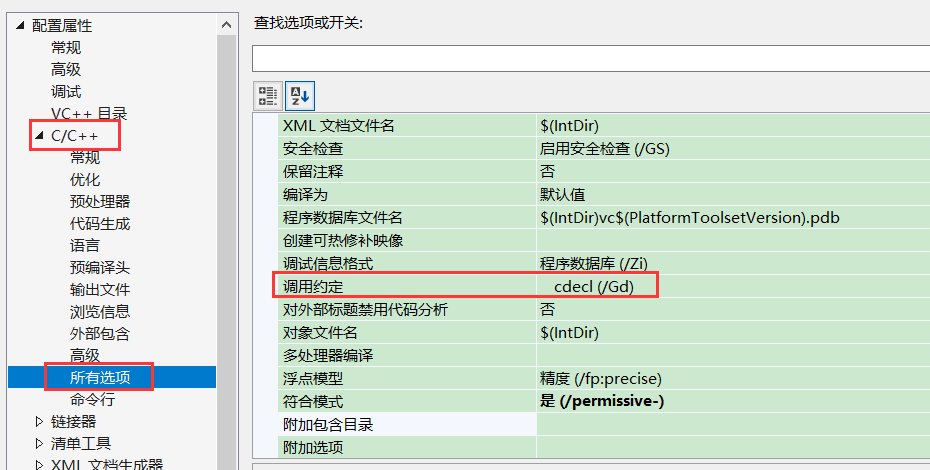 配置属性
常规
高级
调试
VC++ 目录
C/C++
常规
优化
预处理器
代码生成
语言
预编译头
输出文件
浏览信息
外部包含
高级
所有选项
命令行
链接器
清单工具
XML 文档生成器
查找选项或开关:
XML 文档文件名 $(IntDir)
安全检查 启用安全检查 (/GS)
保留注释 否
编译为 默认值
程序数据库文件名 $(IntDir)vc$(PlatformToolsetVersion).pdb
创建可热修补映像
调试信息格式 程序数据库 (/Zi)
调用约定 cdecl (/Gd)
对外部标题禁用代码分析 否
对象文件名 $(IntDir)
多处理器编译
浮点模型 精度 (/fp:precise)
符合模式 是 (/permissive-)
附加包含目录
附加选项